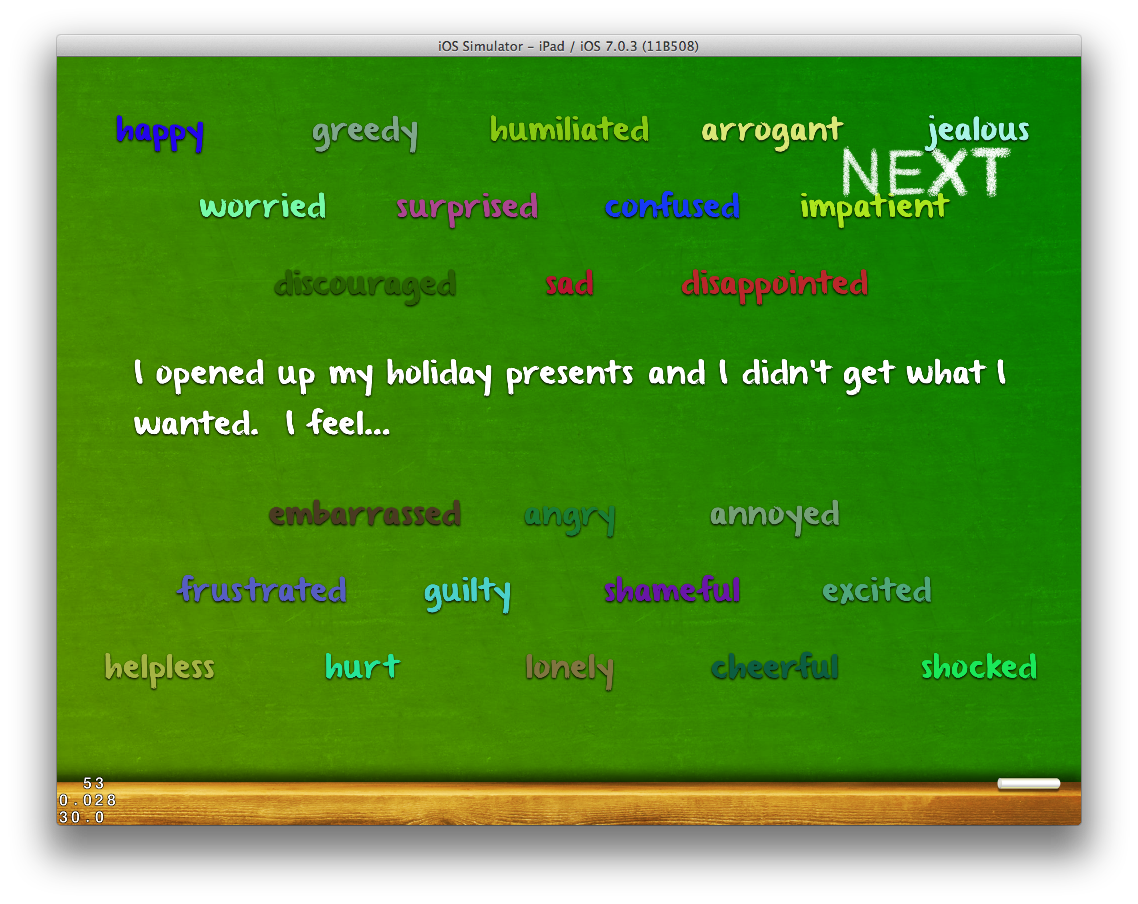 iOS Simulator – iPad / iOS 7.0.3 (11B508)
happy greedy humiliated arrogant jealous
NEXT
worried surprised confused impatient
discouraged sad disappointed
I opened up my holiday presents and I didn't get what I
wanted.  I feel...
embarrassed angry annoyed
frustrated guilty shameful excited
helpless hurt lonely cheerful shocked
53
0.028
30.0